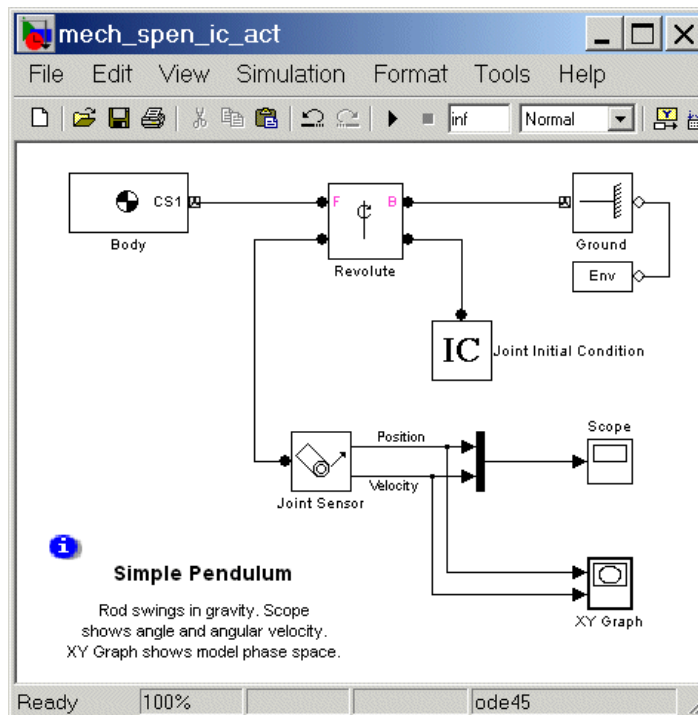 mech_spen_ic_act
File Edit View Simulation Format Tools Help
inf Normal
CS1
Body
F B
Revolute
Ground
Env
IC
Joint Initial Condition
Position
Velocity
Joint Sensor
Scope
XY Graph
Simple Pendulum
Rod swings in gravity. Scope
shows angle and angular velocity.
XY Graph shows model phase space.
Ready 100% ode45